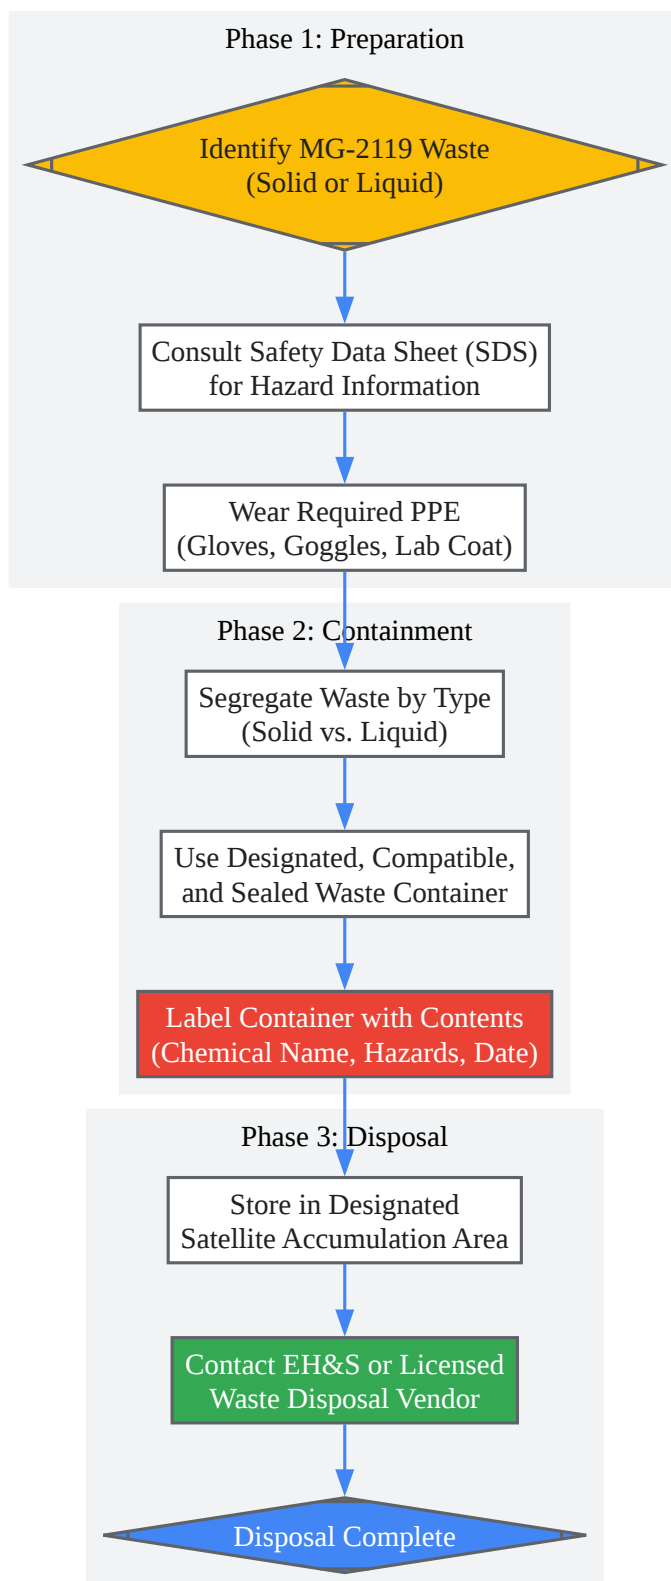 Phase 1: Preparation
Identify MG-2119 Waste
(Solid or Liquid)
Consult Safety Data Sheet (SDS)
for Hazard Information
Wear Required PPE
(Gloves, Goggles, Lab Coat)
Phase 2: Containment
Segregate Waste by Type
(Solid vs. Liquid)
Use Designated, Compatible,
and Sealed Waste Container
Label Container with Contents
(Chemical Name, Hazards, Date)
Phase 3: Disposal
Store in Designated
Satellite Accumulation Area
Contact EH&S or Licensed
Waste Disposal Vendor
Disposal Complete